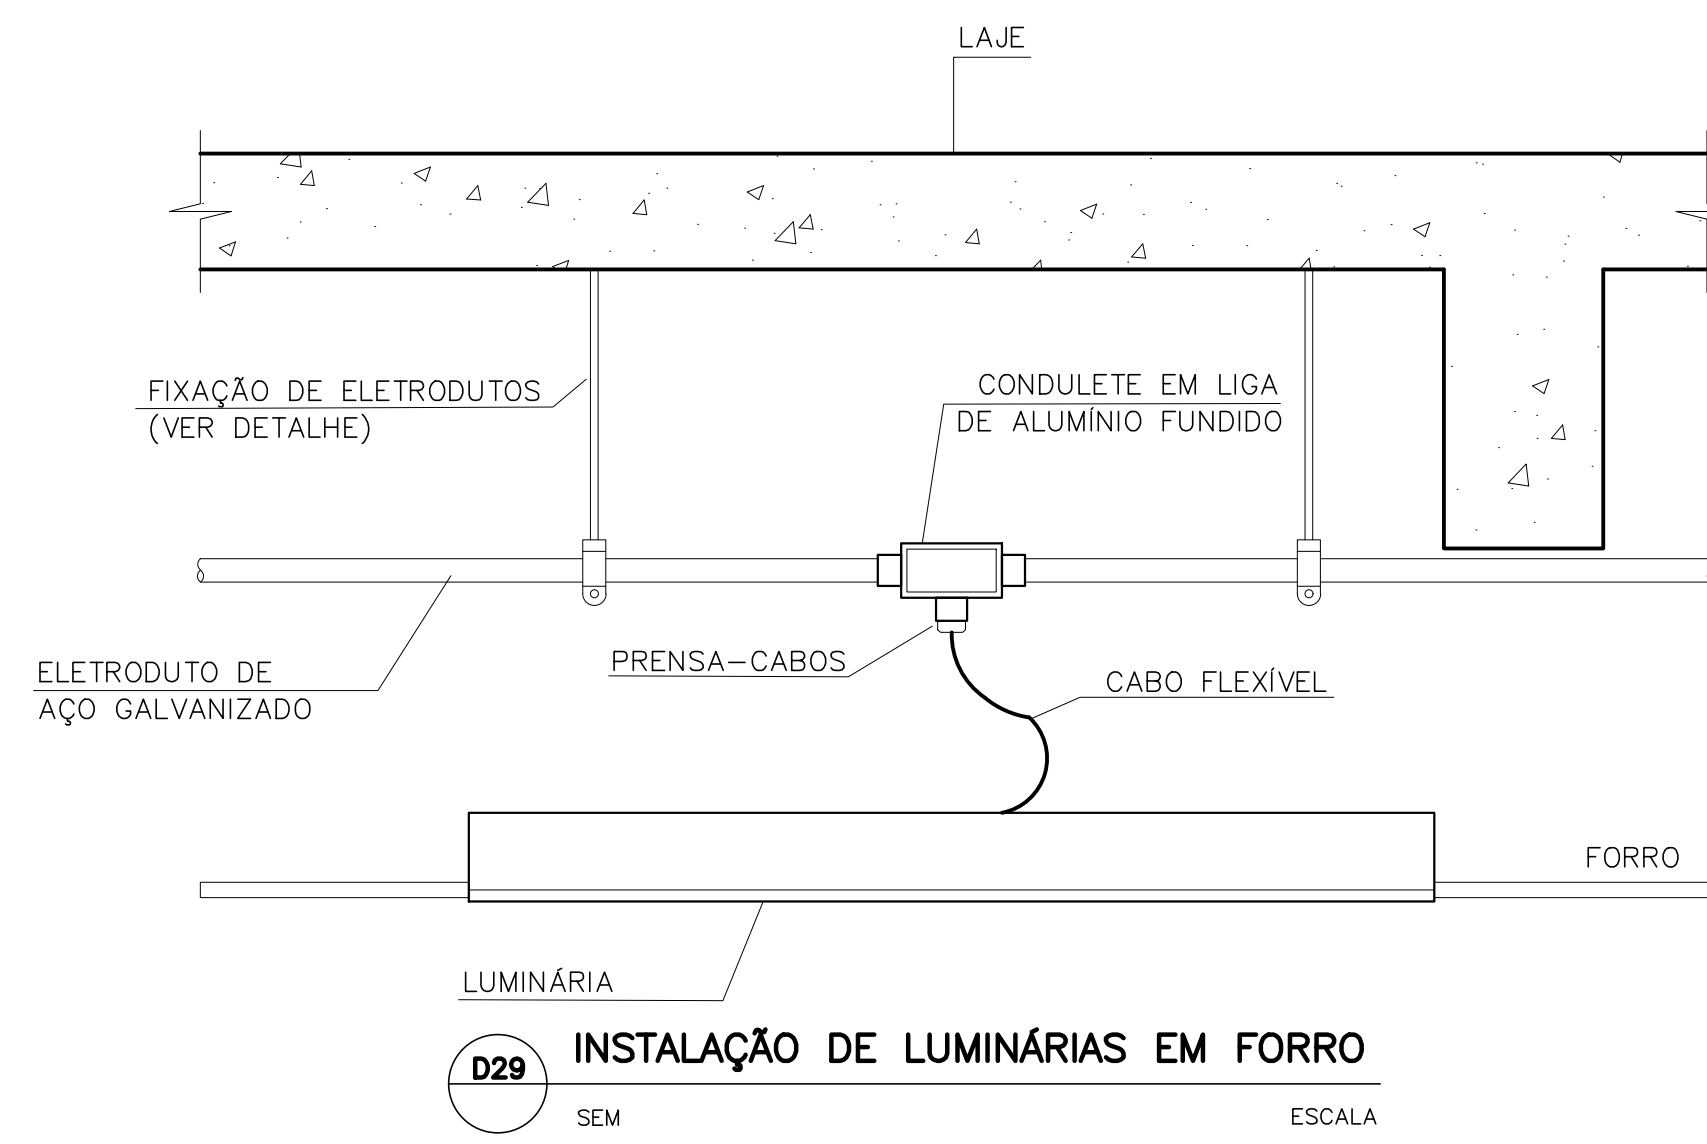 LAJE
FIXAÇÃO DE ELETRODUTOS
(VER DETALHE)
CONDULETE EM LIGA
DE ALUMÍNIO FUNDIDO
PRENSA-CABOS
CABO FLEXÍVEL
ELETRODUTO DE
AÇO GALVANIZADO
FORRO
LUMINÁRIA
D29
INSTALAÇÃO DE LUMINÁRIAS EM FORRO
SEM ESCALA